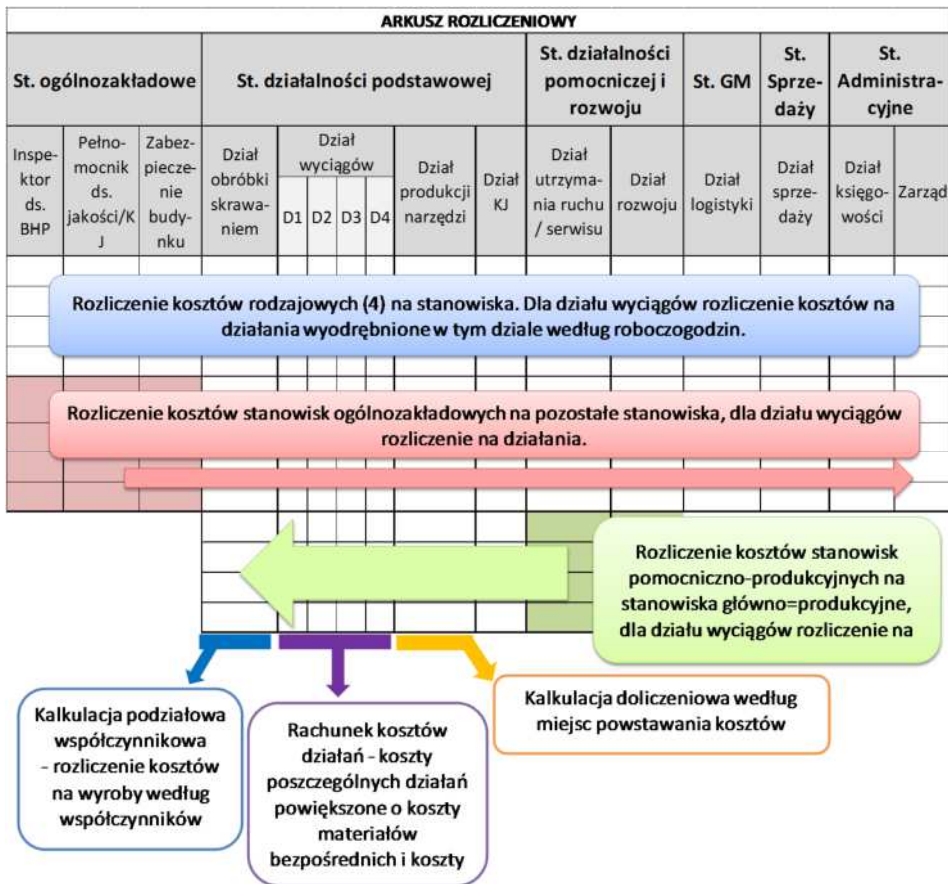 ARKUSZ ROZLICZENIOWY
St. ogólnozakładowe
St. działalności podstawowej
St. działalności
pomocniczej i
rozwoju
St. GM
St.
Sprze-
daży
St.
Administra-
cyjne
Inspe-
ktor
ds.
BHP
Pełno-
mocnik
ds.
jakości/K
J
Zabez-
piecze-
nie
budy-
nku
Dział
obróbki
skrawa-
niem
Dział
wyciągów
D1 D2 D3 D4
Dział
produkcji
narzędzi
Dział
KJ
Dział
utrzyma-
nia ruchu
/ serwisu
Dział
rozwoju
Dział
logistyki
Dział
sprze-
daży
Dział
księgo-
wości
Zarząd
Rozliczenie kosztów rodzajowych (4) na stanowiska. Dla działu wyciągów rozliczenie kosztów na
działania wyodrębnione w tym dziale według roboczogodzin.
Rozliczenie kosztów stanowisk ogólnozakładowych na pozostałe stanowiska, dla działu wyciągów
rozliczenie na działania.
Rozliczenie kosztów stanowisk
pomocniczno-produkcyjnych na
stanowiska główno=produkcyjne,
dla działu wyciągów rozliczenie na
Kalkulacja podziałowa
współczynnikowa
- rozliczenie kosztów
na wyroby według
współczynników
Rachunek kosztów
działań - koszty
poszczególnych działań
powiększone o koszty
materiałów
bezpośrednich i koszty
Kalkulacja doliczeniowa według
miejsc powstawania kosztów